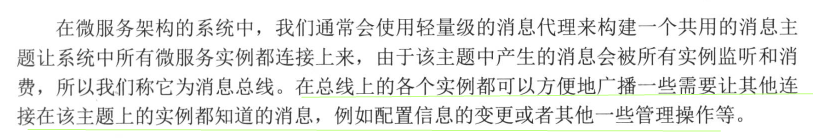 在微服务架构的系统中，我们通常会使用轻量级的消息代理来构建一个共用的消息主
题让系统中所有微服务实例都连接上来，由于该主题中产生的消息会被所有实例监听和消
费，所以我们称它为消息总线。在总线上的各个实例都可以方便地广播一些需要让其他连
接在该主题上的实例都知道的消息，例如配置信息的变更或者其他一些管理操作等。